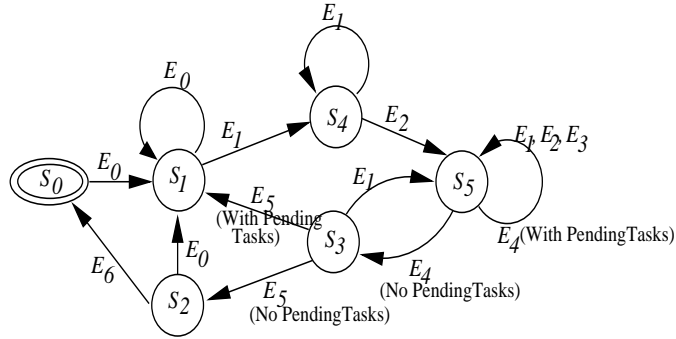 E1
E0
S4
E1
E2
E1, E2, E3
S0
E0
S1
E1
S5
E5
(With Pending
Tasks)
S3
E4 (With PendingTasks)
E6
E0
E4
(No PendingTasks)
S2
E5
(No PendingTasks)